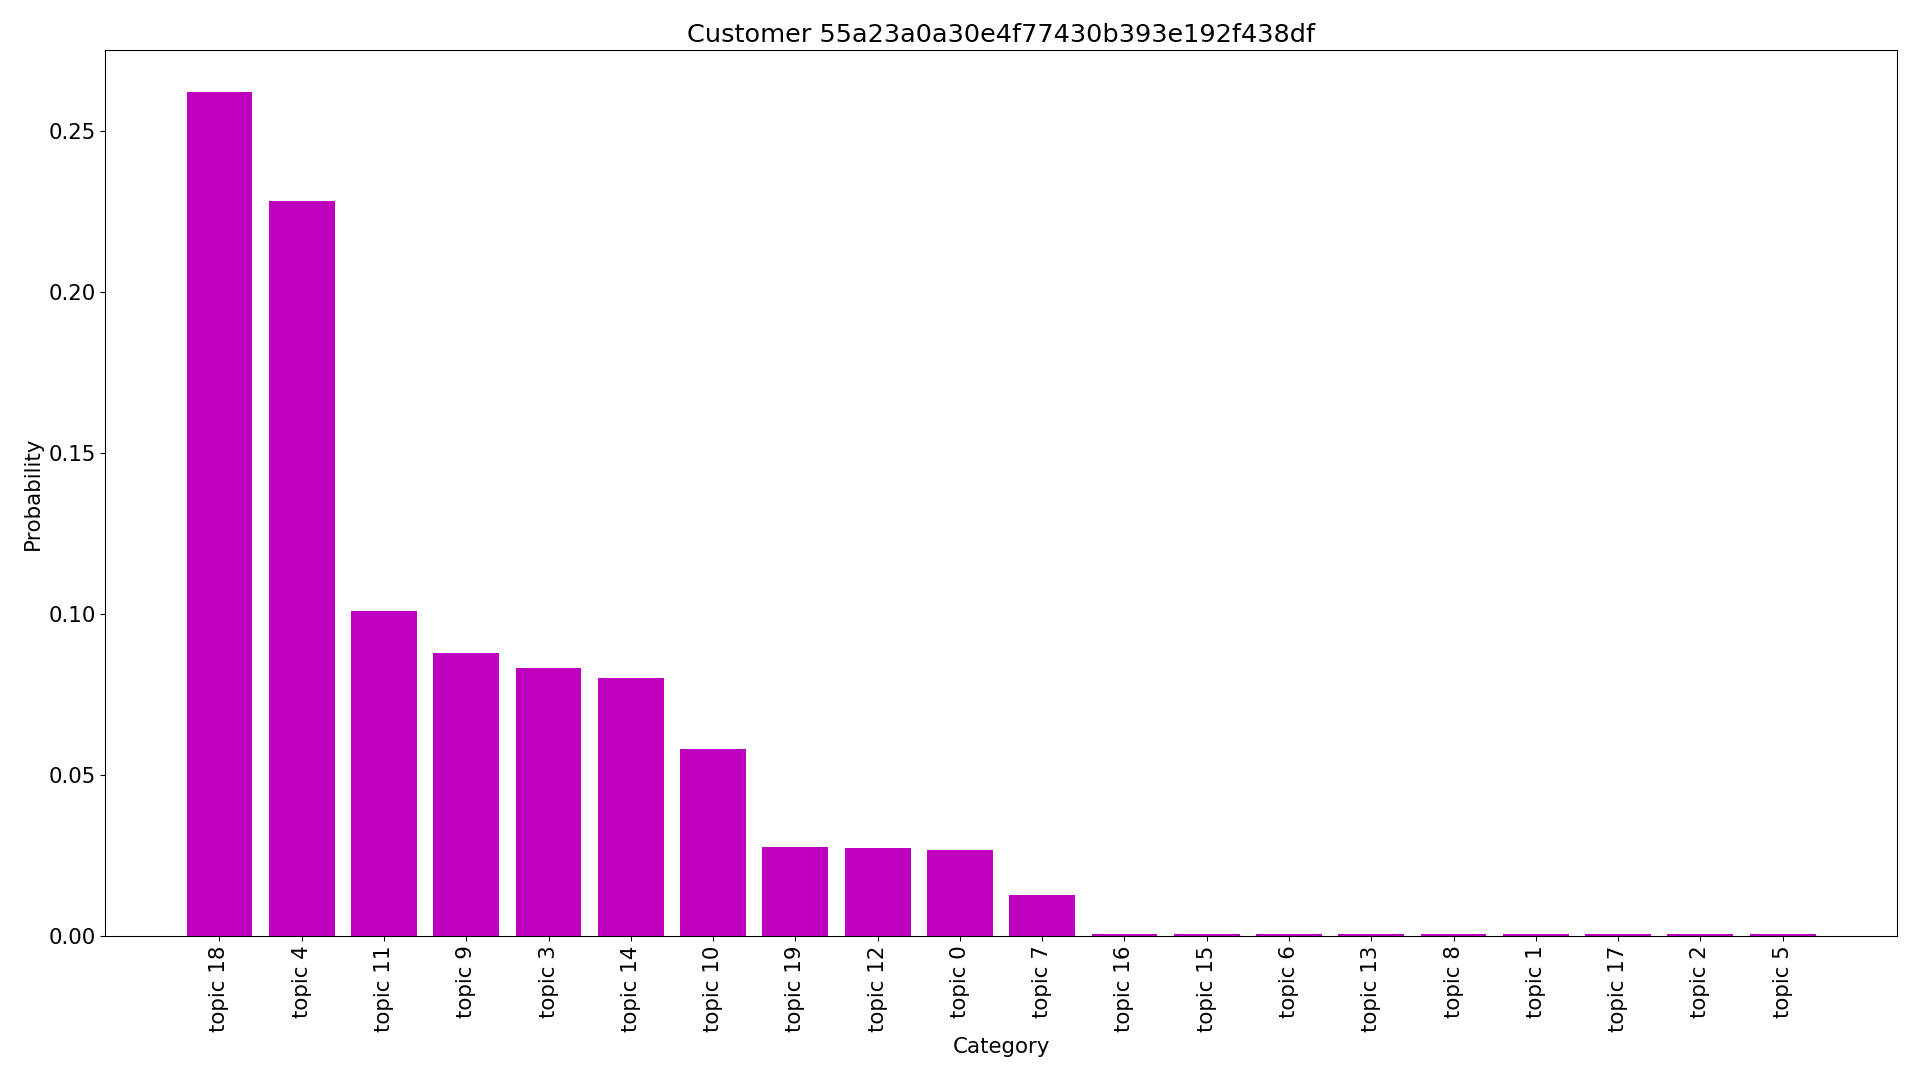 Customer 55a23a0a30e4f77430b393e192f438df
Probability
0.25
0.20
0.15
0.10
0.05
0.00
topic 18
topic 4
topic 11
topic 9
topic 3
topic 14
topic 10
topic 19
topic 12
topic 0
topic 7
topic 16
topic 15
topic 6
topic 13
topic 8
topic 1
topic 17
topic 2
topic 5
Category